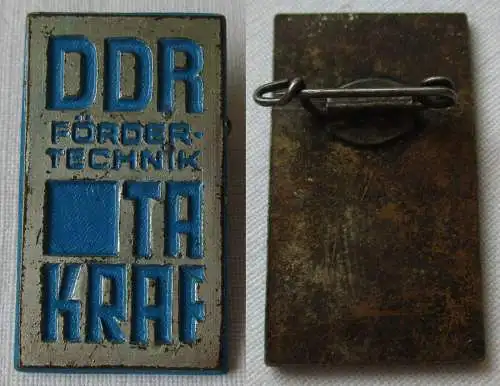 DDR
FÖRDER-
TECHNIK
TA
KRAF